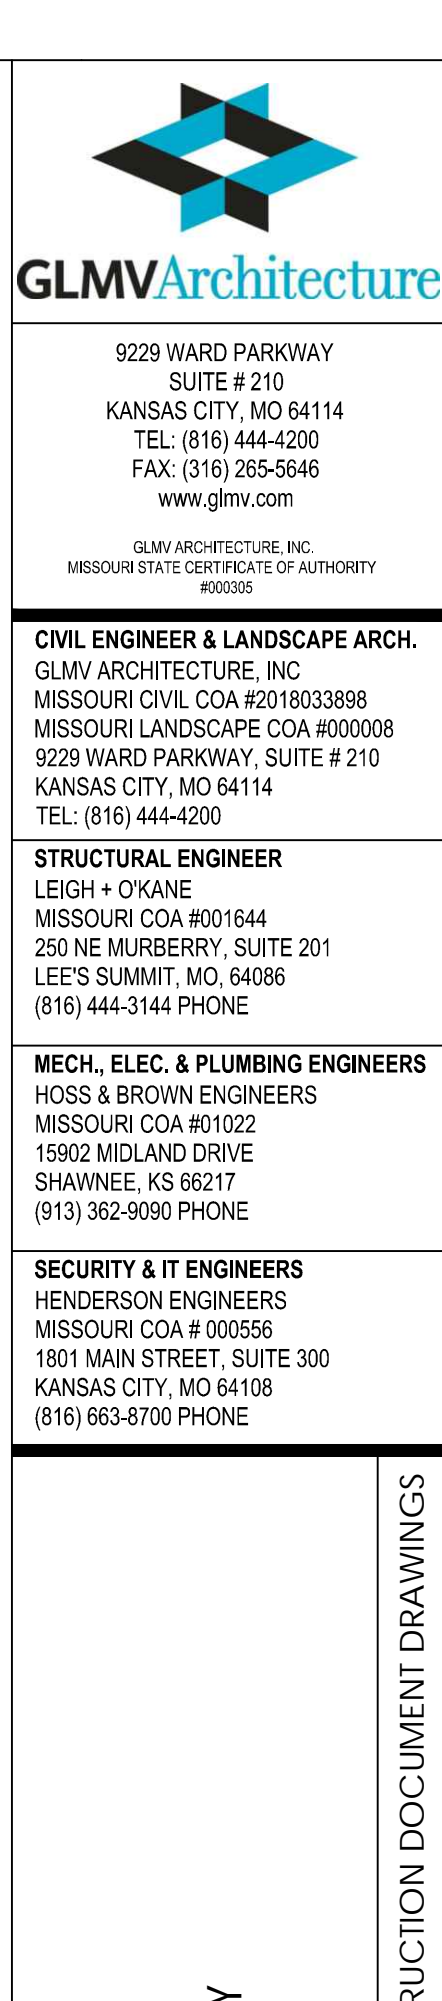 GLMVArchitecture
9229 WARD PARKWAY
SUITE # 210
KANSAS CITY, MO 64114
TEL: (816) 444-4200
FAX: (316) 265-5646
www.glmv.com
GLMV ARCHITECTURE, INC.
MISSOURI STATE CERTIFICATE OF AUTHORITY
#000305
CIVIL ENGINEER & LANDSCAPE ARCH.
GLMV ARCHITECTURE, INC
MISSOURI CIVIL COA #2018033898
MISSOURI LANDSCAPE COA #000008
9229 WARD PARKWAY, SUITE # 210
KANSAS CITY, MO 64114
TEL: (816) 444-4200
STRUCTURAL ENGINEER
LEIGH + O'KANE
MISSOURI COA #001644
250 NE MURBERRY, SUITE 201
LEE'S SUMMIT, MO, 64086
(816) 444-3144 PHONE
MECH., ELEC. & PLUMBING ENGINEERS
HOSS & BROWN ENGINEERS
MISSOURI COA #01022
15902 MIDLAND DRIVE
SHAWNEE, KS 66217
(913) 362-9090 PHONE
SECURITY & IT ENGINEERS
HENDERSON ENGINEERS
MISSOURI COA # 000556
1801 MAIN STREET, SUITE 300
KANSAS CITY, MO 64108
(816) 663-8700 PHONE
RUCTION DOCUMENT DRAWINGS
Y